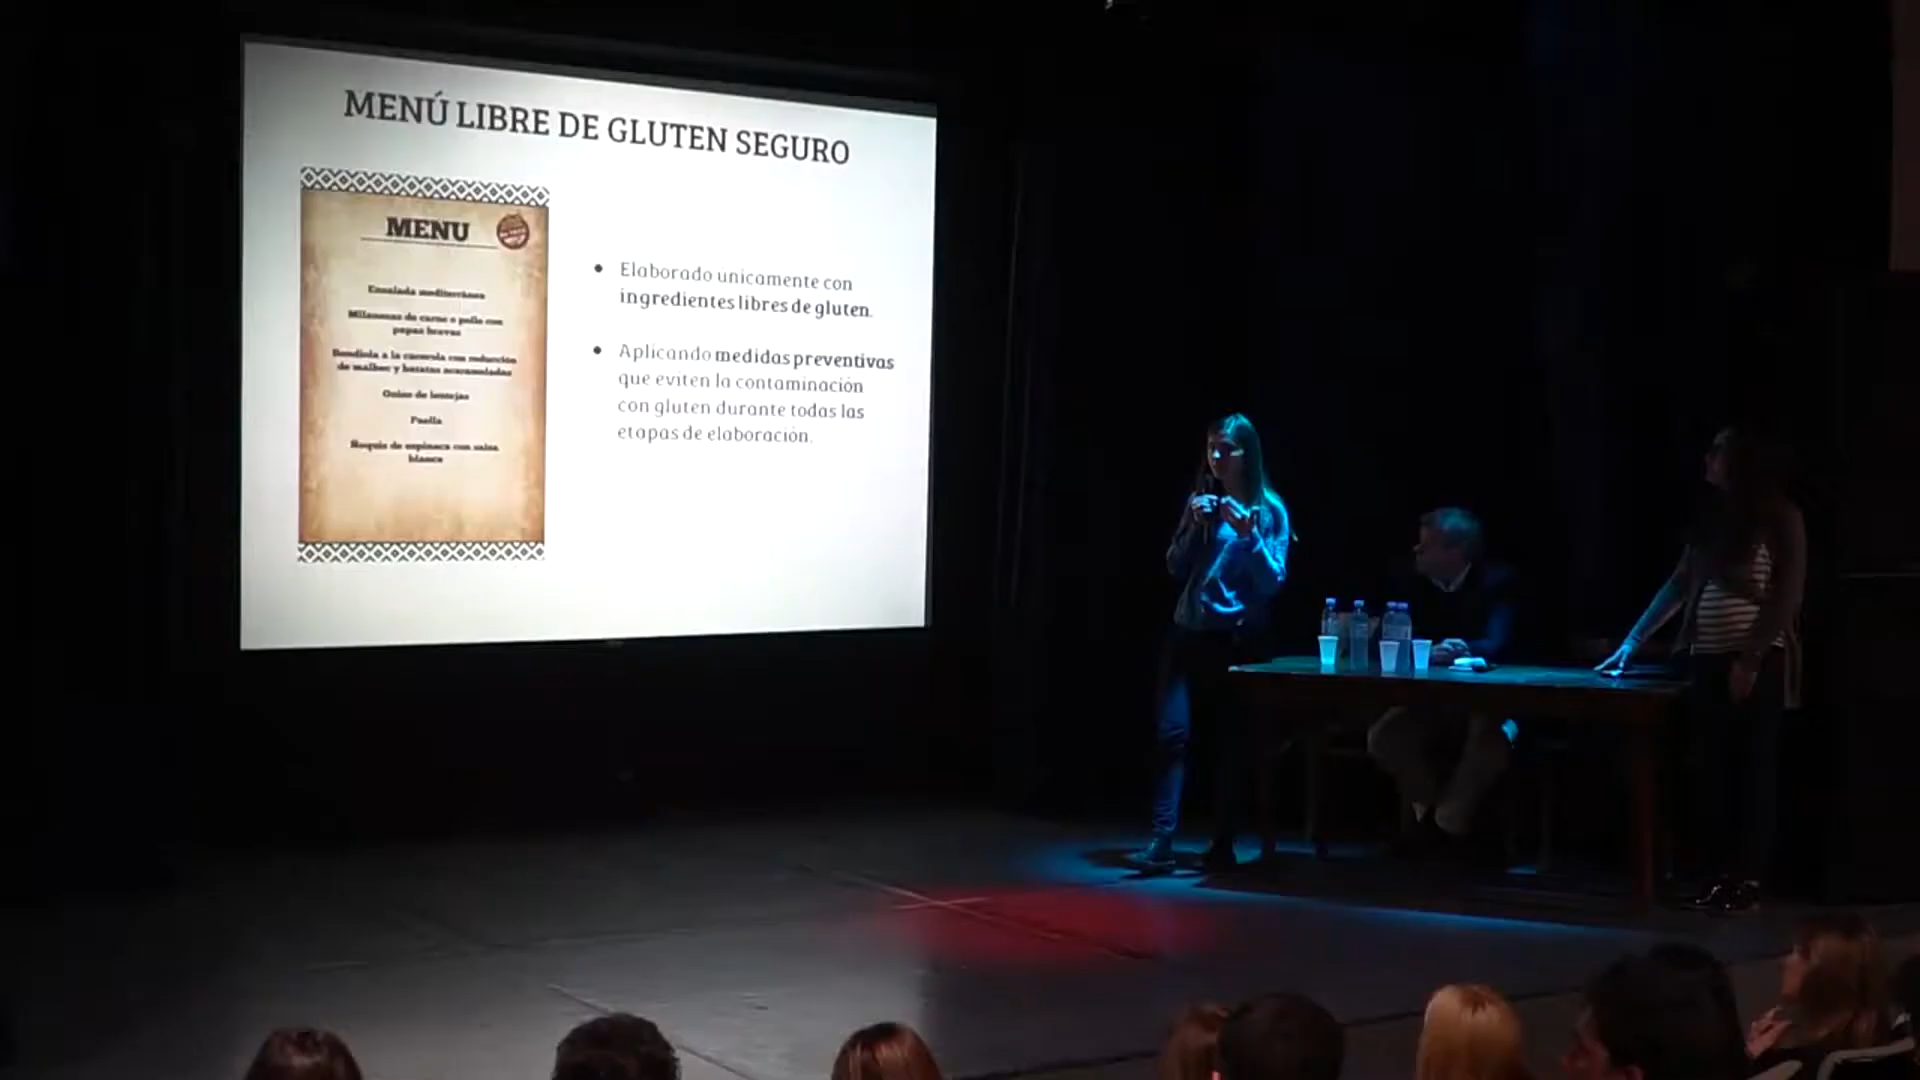 MENÚ LIBRE DE GLUTEN SEGURO
MENU
Ensalada mediterránea
Milanesas de carne o pollo con
papas bravas
Bondiola a la cacerola con reducción
de malbec y batatas acarameladas
Guiso de lentejas
Paella
Ñoquis de espinaca con salsa
blanca
• Elaborado unicamente con
ingredientes libres de gluten.
• Aplicando medidas preventivas
que eviten la contaminación
con gluten durante todas las
etapas de elaboración.